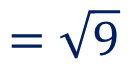 = √9